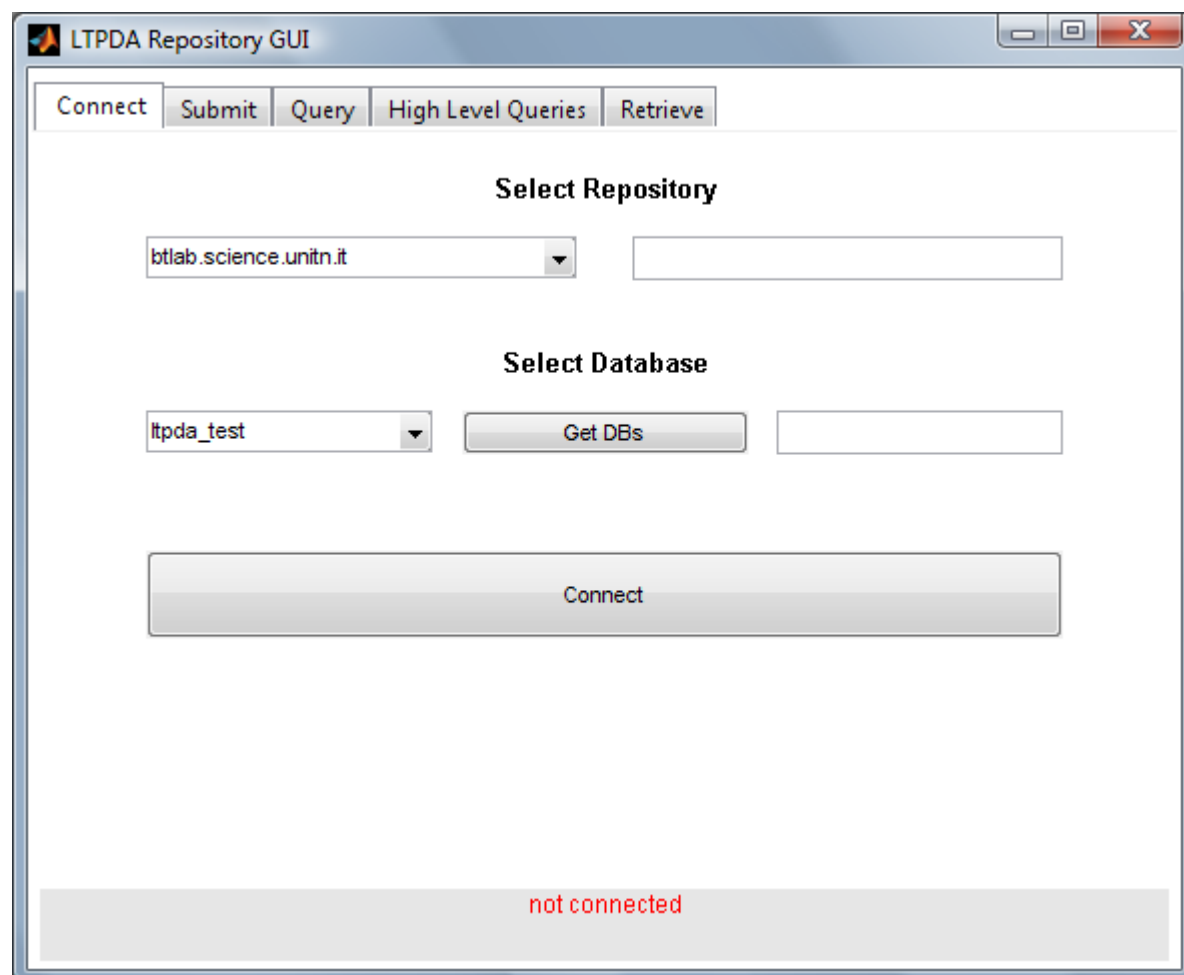 LTPDA Repository GUI
Connect Submit Query High Level Queries Retrieve
Select Repository
btlab.science.unitn.it
Select Database
ltpda_test Get DBs
Connect
not connected